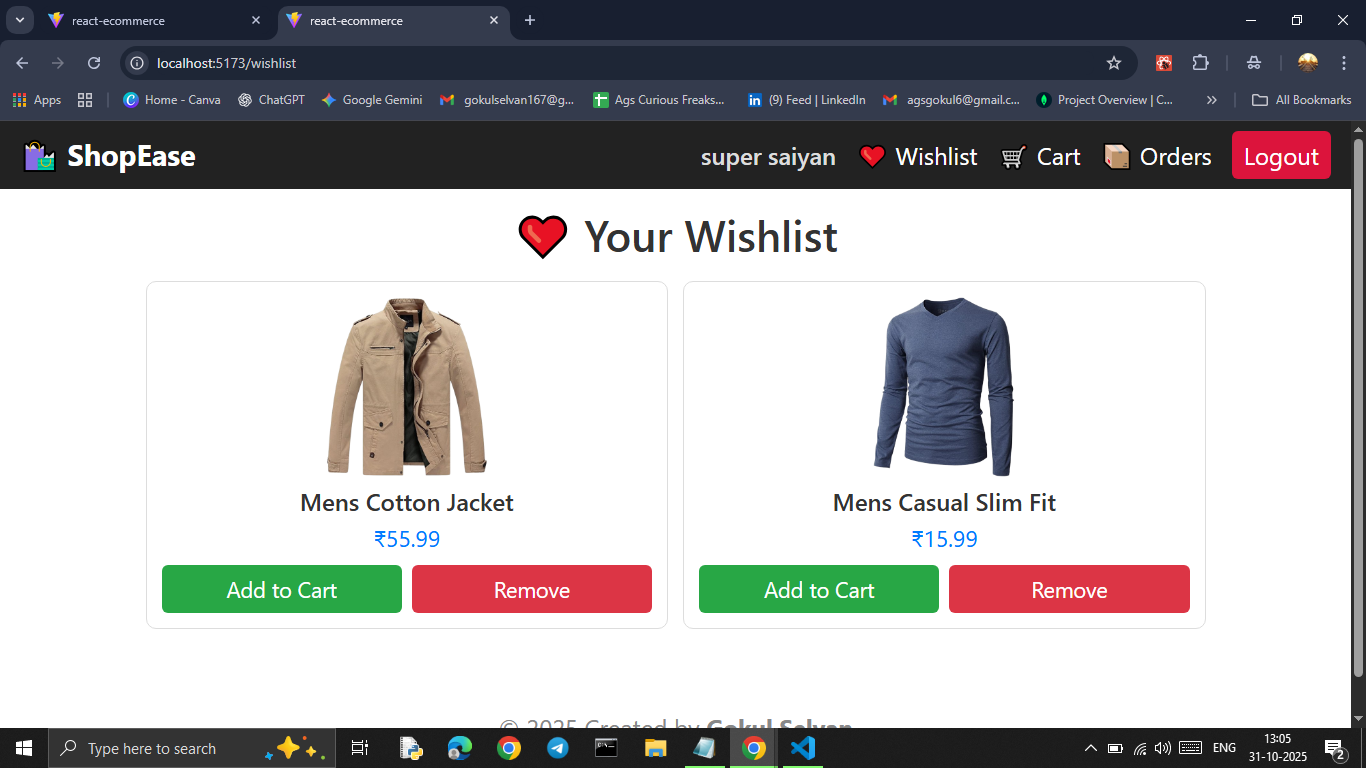 react-ecommerce
react-ecommerce
localhost:5173/wishlist
Apps
Home - Canva
ChatGPT
Google Gemini
gokulselvan167@g...
Ags Curious Freaks...
(9) Feed | LinkedIn
agsgokul6@gmail.c...
Project Overview | C...
All Bookmarks
ShopEase
super saiyan
Wishlist
Cart
Orders
Logout
Your Wishlist
Mens Cotton Jacket
₹55.99
Add to Cart
Remove
Mens Casual Slim Fit
₹15.99
Add to Cart
Remove
© 2025 Created by Gokul Selvan
Type here to search
ENG
13:05
31-10-2025
2